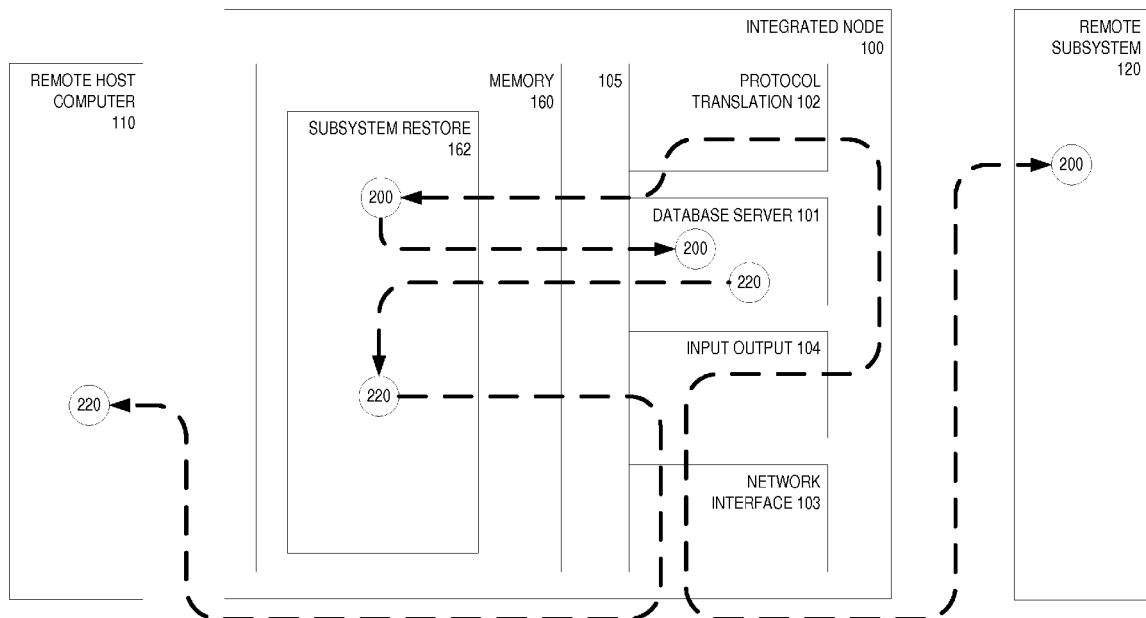 INTEGRATED NODE
100
REMOTE
SUBSYSTEM
120
REMOTE HOST
COMPUTER
110
MEMORY
160
105
PROTOCOL
TRANSLATION 102
SUBSYSTEM RESTORE
162
200
200
DATABASE SERVER 101
200
220
INPUT OUTPUT 104
220
220
NETWORK
INTERFACE 103